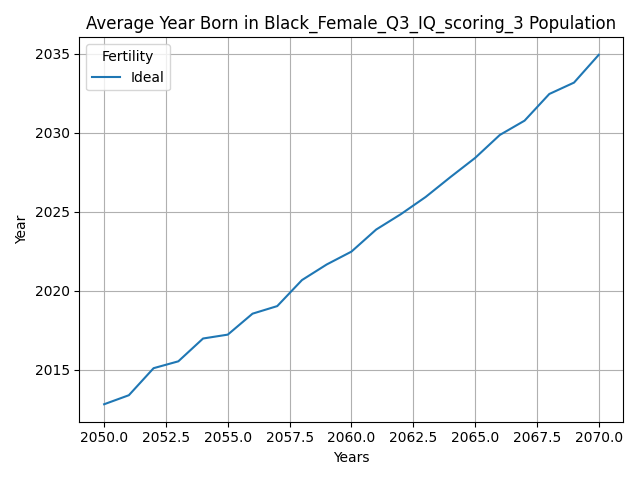 Average Year Born in Black_Female_Q3_IQ_scoring_3 Population
Fertility
Ideal
2035
2030
2025
2020
2015
Year
2050.0 2052.5 2055.0 2057.5 2060.0 2062.5 2065.0 2067.5 2070.0
Years